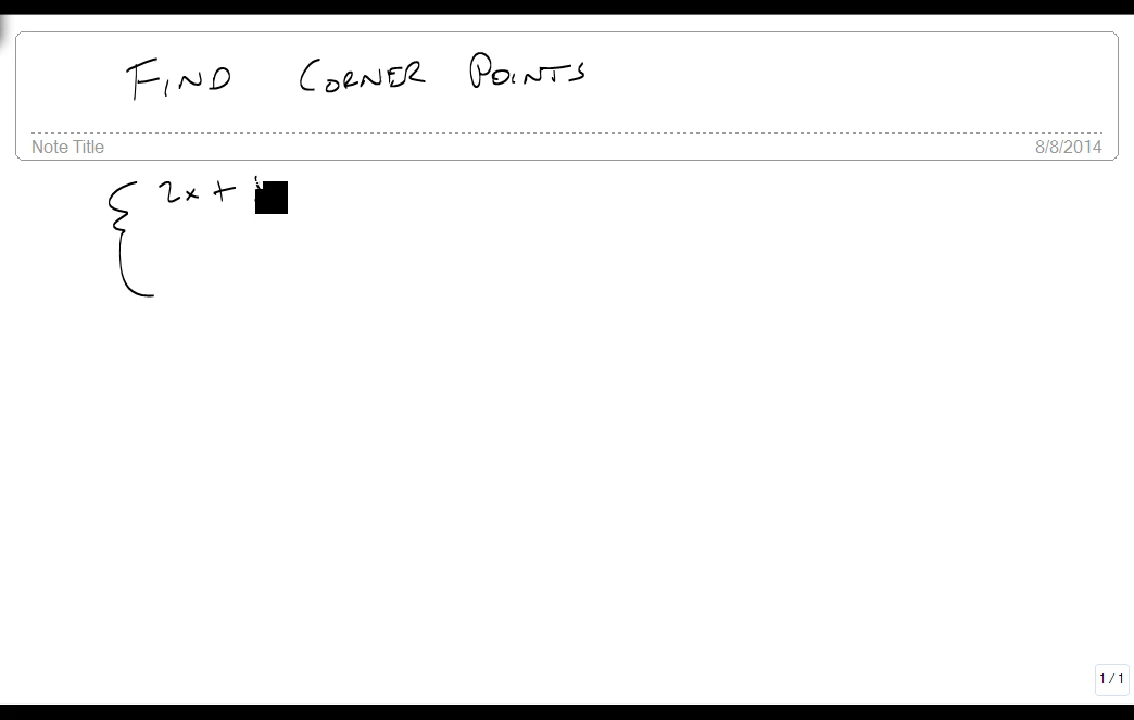 FIND CORNER POINTS
Note Title 8/8/2014
2x +
1 / 1